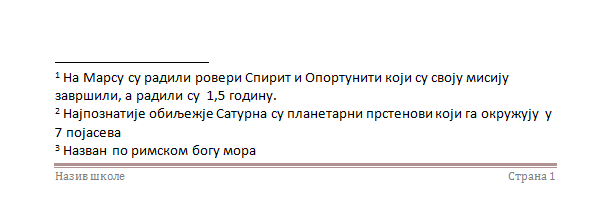 ¹ На Марсу су радили ровери Спирит и Опортунити који су своју мисију
завршили, а радили су 1,5 годину.
² Најпознатије обиљежје Сатурна су планетарни прстенови који га окружују у
7 појасева
³ Назван по римском богу мора
Назив школе Страна 1